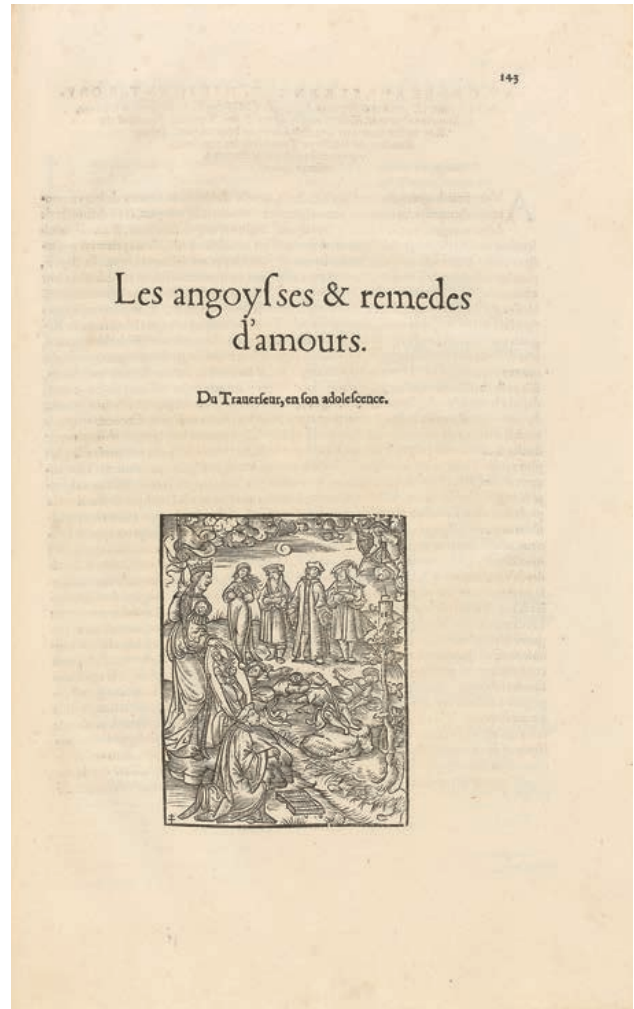 143
Les angoyſses & remedes
d'amours.
Du Trauerſeur, en ſon adoleſcence.